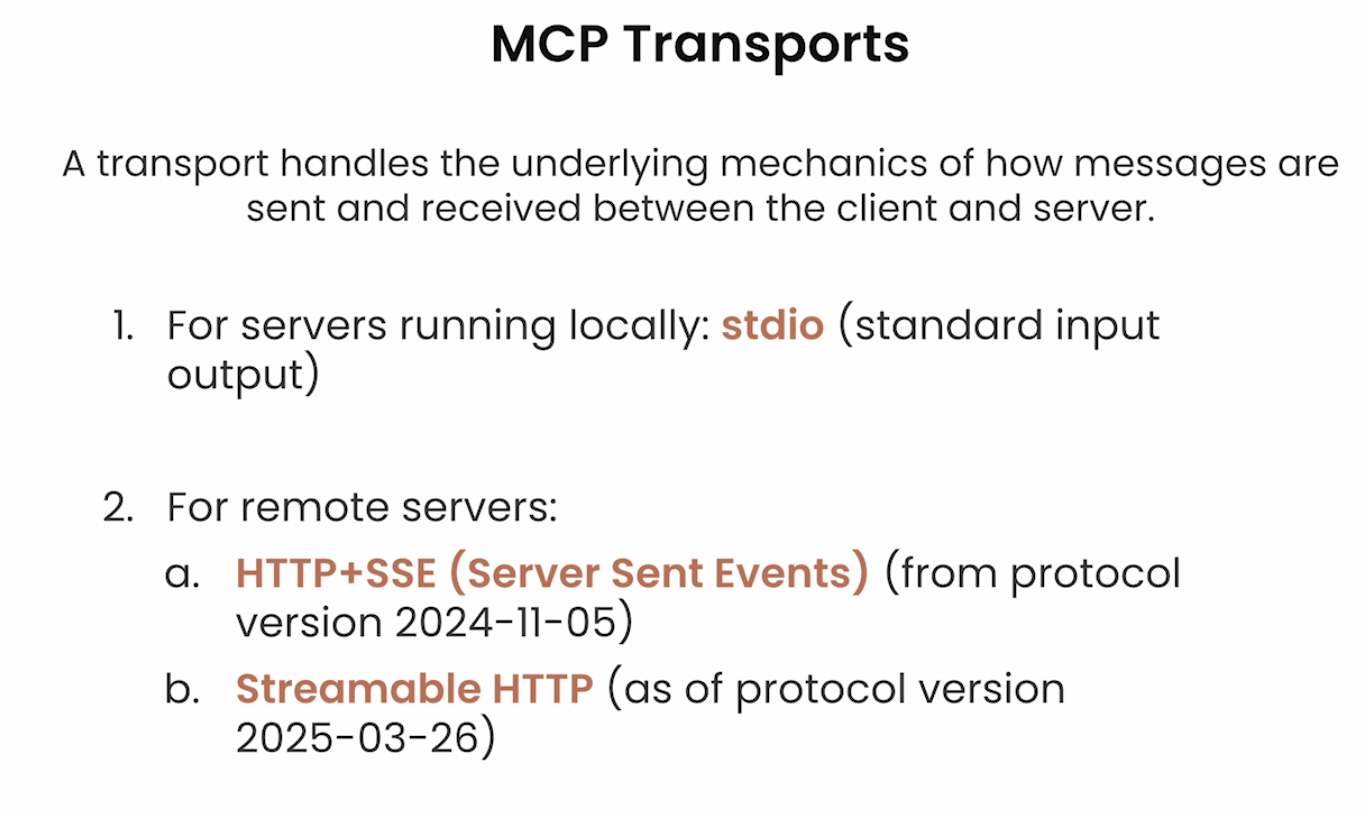 MCP Transports
A transport handles the underlying mechanics of how messages are
sent and received between the client and server.
1. For servers running locally: stdio (standard input
output)
2. For remote servers:
a. HTTP+SSE (Server Sent Events) (from protocol
version 2024-11-05)
b. Streamable HTTP (as of protocol version
2025-03-26)